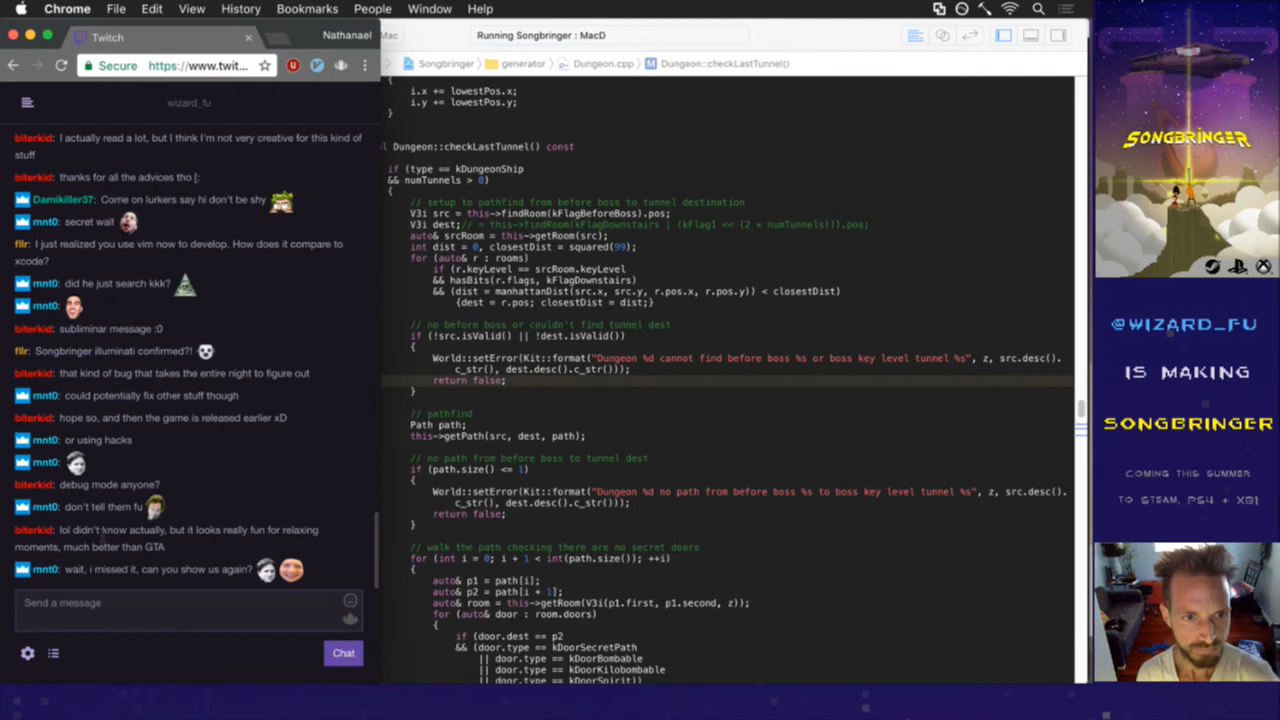 Chrome File Edit View History Bookmarks People Window Help
Twitch
Nathanael
Secure https://www.twit...
wizard_fu
biterkid: I actually read a lot, but I think I'm not very creative for this kind of
stuff
biterkid: thanks for all the advices tho [:
Damikiller37: Come on lurkers say hi don't be shy
mnt0: secret wall
fllr: I just realized you use vim now to develop. How does it compare to
xcode?
mnt0: did he just search kkk?
mnt0:
biterkid: subliminar message :0
fllr: Songbringer illuminati confirmed?!
biterkid: that kind of bug that takes the entire night to figure out
mnt0: could potentially fix other stuff though
biterkid: hope so, and then the game is released earlier xD
mnt0: or using hacks
mnt0:
biterkid: debug mode anyone?
mnt0: don't tell them fu
biterkid: lol didn't know actually, but it looks really fun for relaxing
moments, much better than GTA
mnt0: wait, i missed it, can you show us again?
Send a message
Chat
Mac
Running Songbringer : MacD
Songbringer generator Dungeon.cpp Dungeon::checkLastTunnel()
{
i.x += lowestPos.x;
i.y += lowestPos.y;
}
l Dungeon::checkLastTunnel() const
if (type == kDungeonShip
&& numTunnels > 0)
{
// setup to pathfind from before boss to tunnel destination
V3i src = this->findRoom(kFlagBeforeBoss).pos;
V3i dest;// = this->findRoom(kFlagDownstairs | (kFlag1 << (2 * numTunnels))).pos;
auto& srcRoom = this->getRoom(src);
int dist = 0, closestDist = squared(99);
for (auto& r : rooms)
if (r.keyLevel == srcRoom.keyLevel
&& hasBits(r.flags, kFlagDownstairs)
&& (dist = manhattanDist(src.x, src.y, r.pos.x, r.pos.y)) < closestDist)
{dest = r.pos; closestDist = dist;}
// no before boss or couldn't find tunnel dest
if (!src.isValid() || !dest.isValid())
{
World::setError(Kit::format("Dungeon %d cannot find before boss %s or boss key level tunnel %s", z, src.desc().
c_str(), dest.desc().c_str()));
return false;
}
// pathfind
Path path;
this->getPath(src, dest, path);
// no path from before boss to tunnel dest
if (path.size() <= 1)
{
World::setError(Kit::format("Dungeon %d no path from before boss %s to boss key level tunnel %s", z, src.desc().
c_str(), dest.desc().c_str()));
return false;
}
// walk the path checking there are no secret doors
for (int i = 0; i + 1 < int(path.size()); ++i)
{
auto& p1 = path[i];
auto& p2 = path[i + 1];
auto& room = this->getRoom(V3i(p1.first, p1.second, z));
for (auto& door : room.doors)
{
if (door.dest == p2
&& (door.type == kDoorSecretPath
|| door.type == kDoorBombable
|| door.type == kDoorKilobombable
|| door.type == kDoorSpirit))
SONGBRINGER
@WIZARD_FU
IS MAKING
SONGBRINGER
COMING THIS SUMMER
TO STEAM, PS4 + XB1